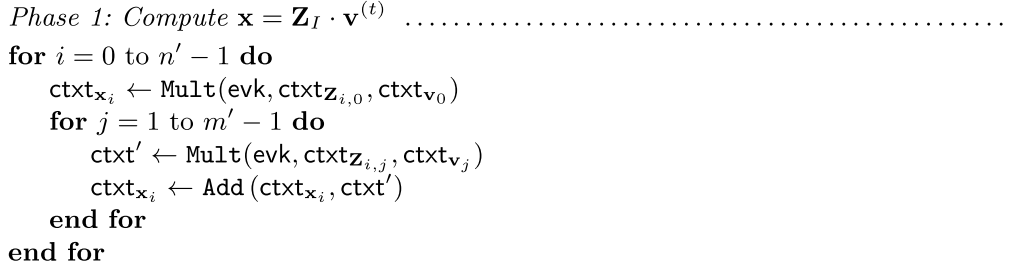 Phase 1: Compute x = Z_I · v^(t) ..................................................
for i = 0 to n′ − 1 do
ctxt_{x_i} ← Mult(evk, ctxt_{Z_{i,0}}, ctxt_{v_0})
for j = 1 to m′ − 1 do
ctxt′ ← Mult(evk, ctxt_{Z_{i,j}}, ctxt_{v_j})
ctxt_{x_i} ← Add (ctxt_{x_i}, ctxt′)
end for
end for